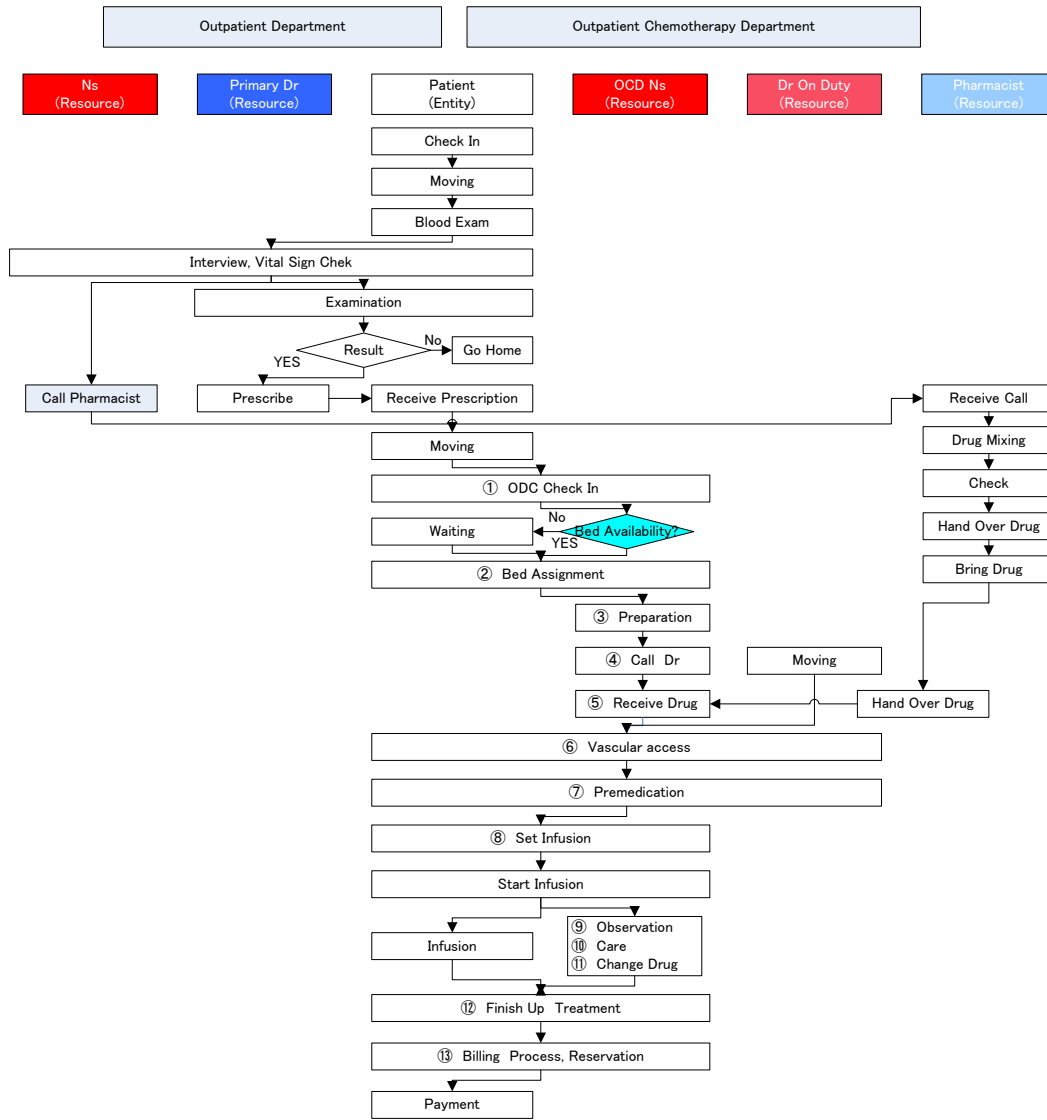 Outpatient Department
Outpatient Chemotherapy Department
Ns
(Resource)
Primary Dr
(Resource)
Patient
(Entity)
OCD Ns
(Resource)
Dr On Duty
(Resource)
Pharmacist
(Resource)
Check In
Moving
Blood Exam
Interview, Vital Sign Chek
Examination
Result
No
Go Home
YES
Call Pharmacist
Prescribe
Receive Prescription
Receive Call
Moving
Drug Mixing
① ODC Check In
Check
Waiting
No
Bed Availability?
YES
Hand Over Drug
② Bed Assignment
Bring Drug
③ Preparation
④ Call Dr
Moving
⑤ Receive Drug
Hand Over Drug
⑥ Vascular access
⑦ Premedication
⑧ Set Infusion
Start Infusion
Infusion
⑨ Observation
⑩ Care
⑪ Change Drug
⑫ Finish Up Treatment
⑬ Billing Process, Reservation
Payment